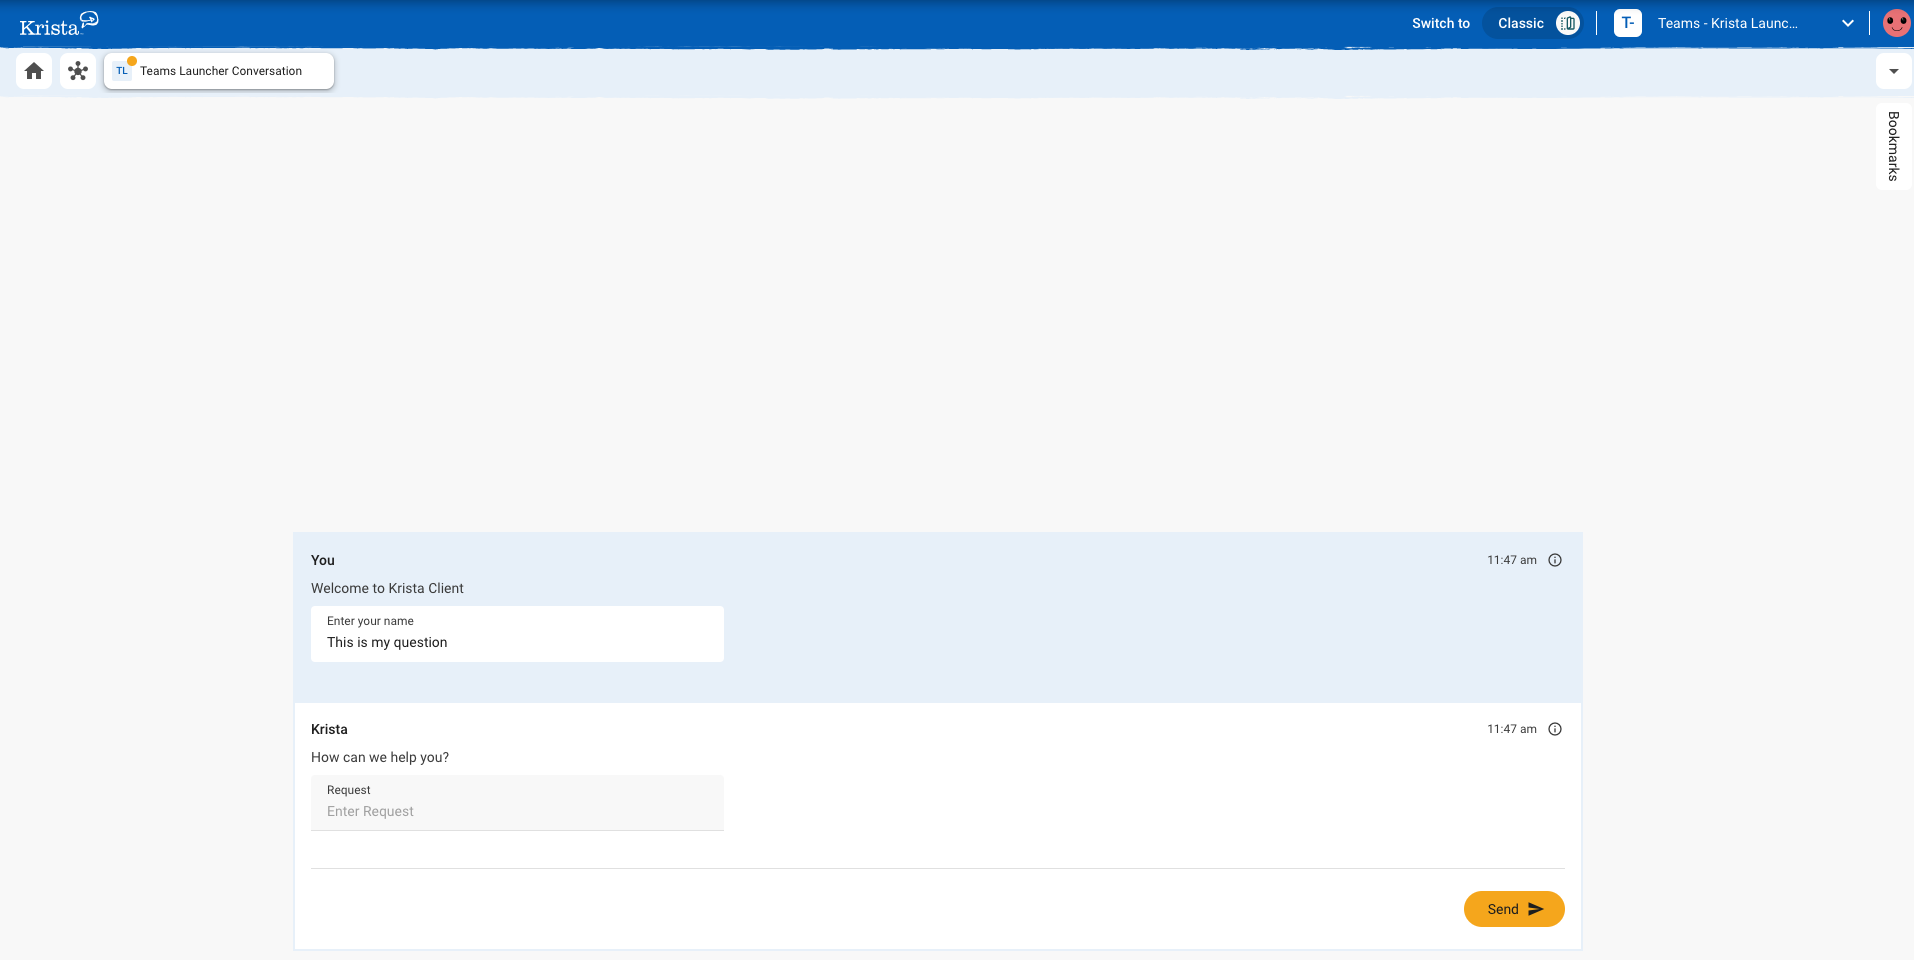 Krista
Switch to Classic T- Teams - Krista Launc...
TL Teams Launcher Conversation
Bookmarks
You 11:47 am
Welcome to Krista Client
Enter your name
This is my question
Krista 11:47 am
How can we help you?
Request
Enter Request
Send